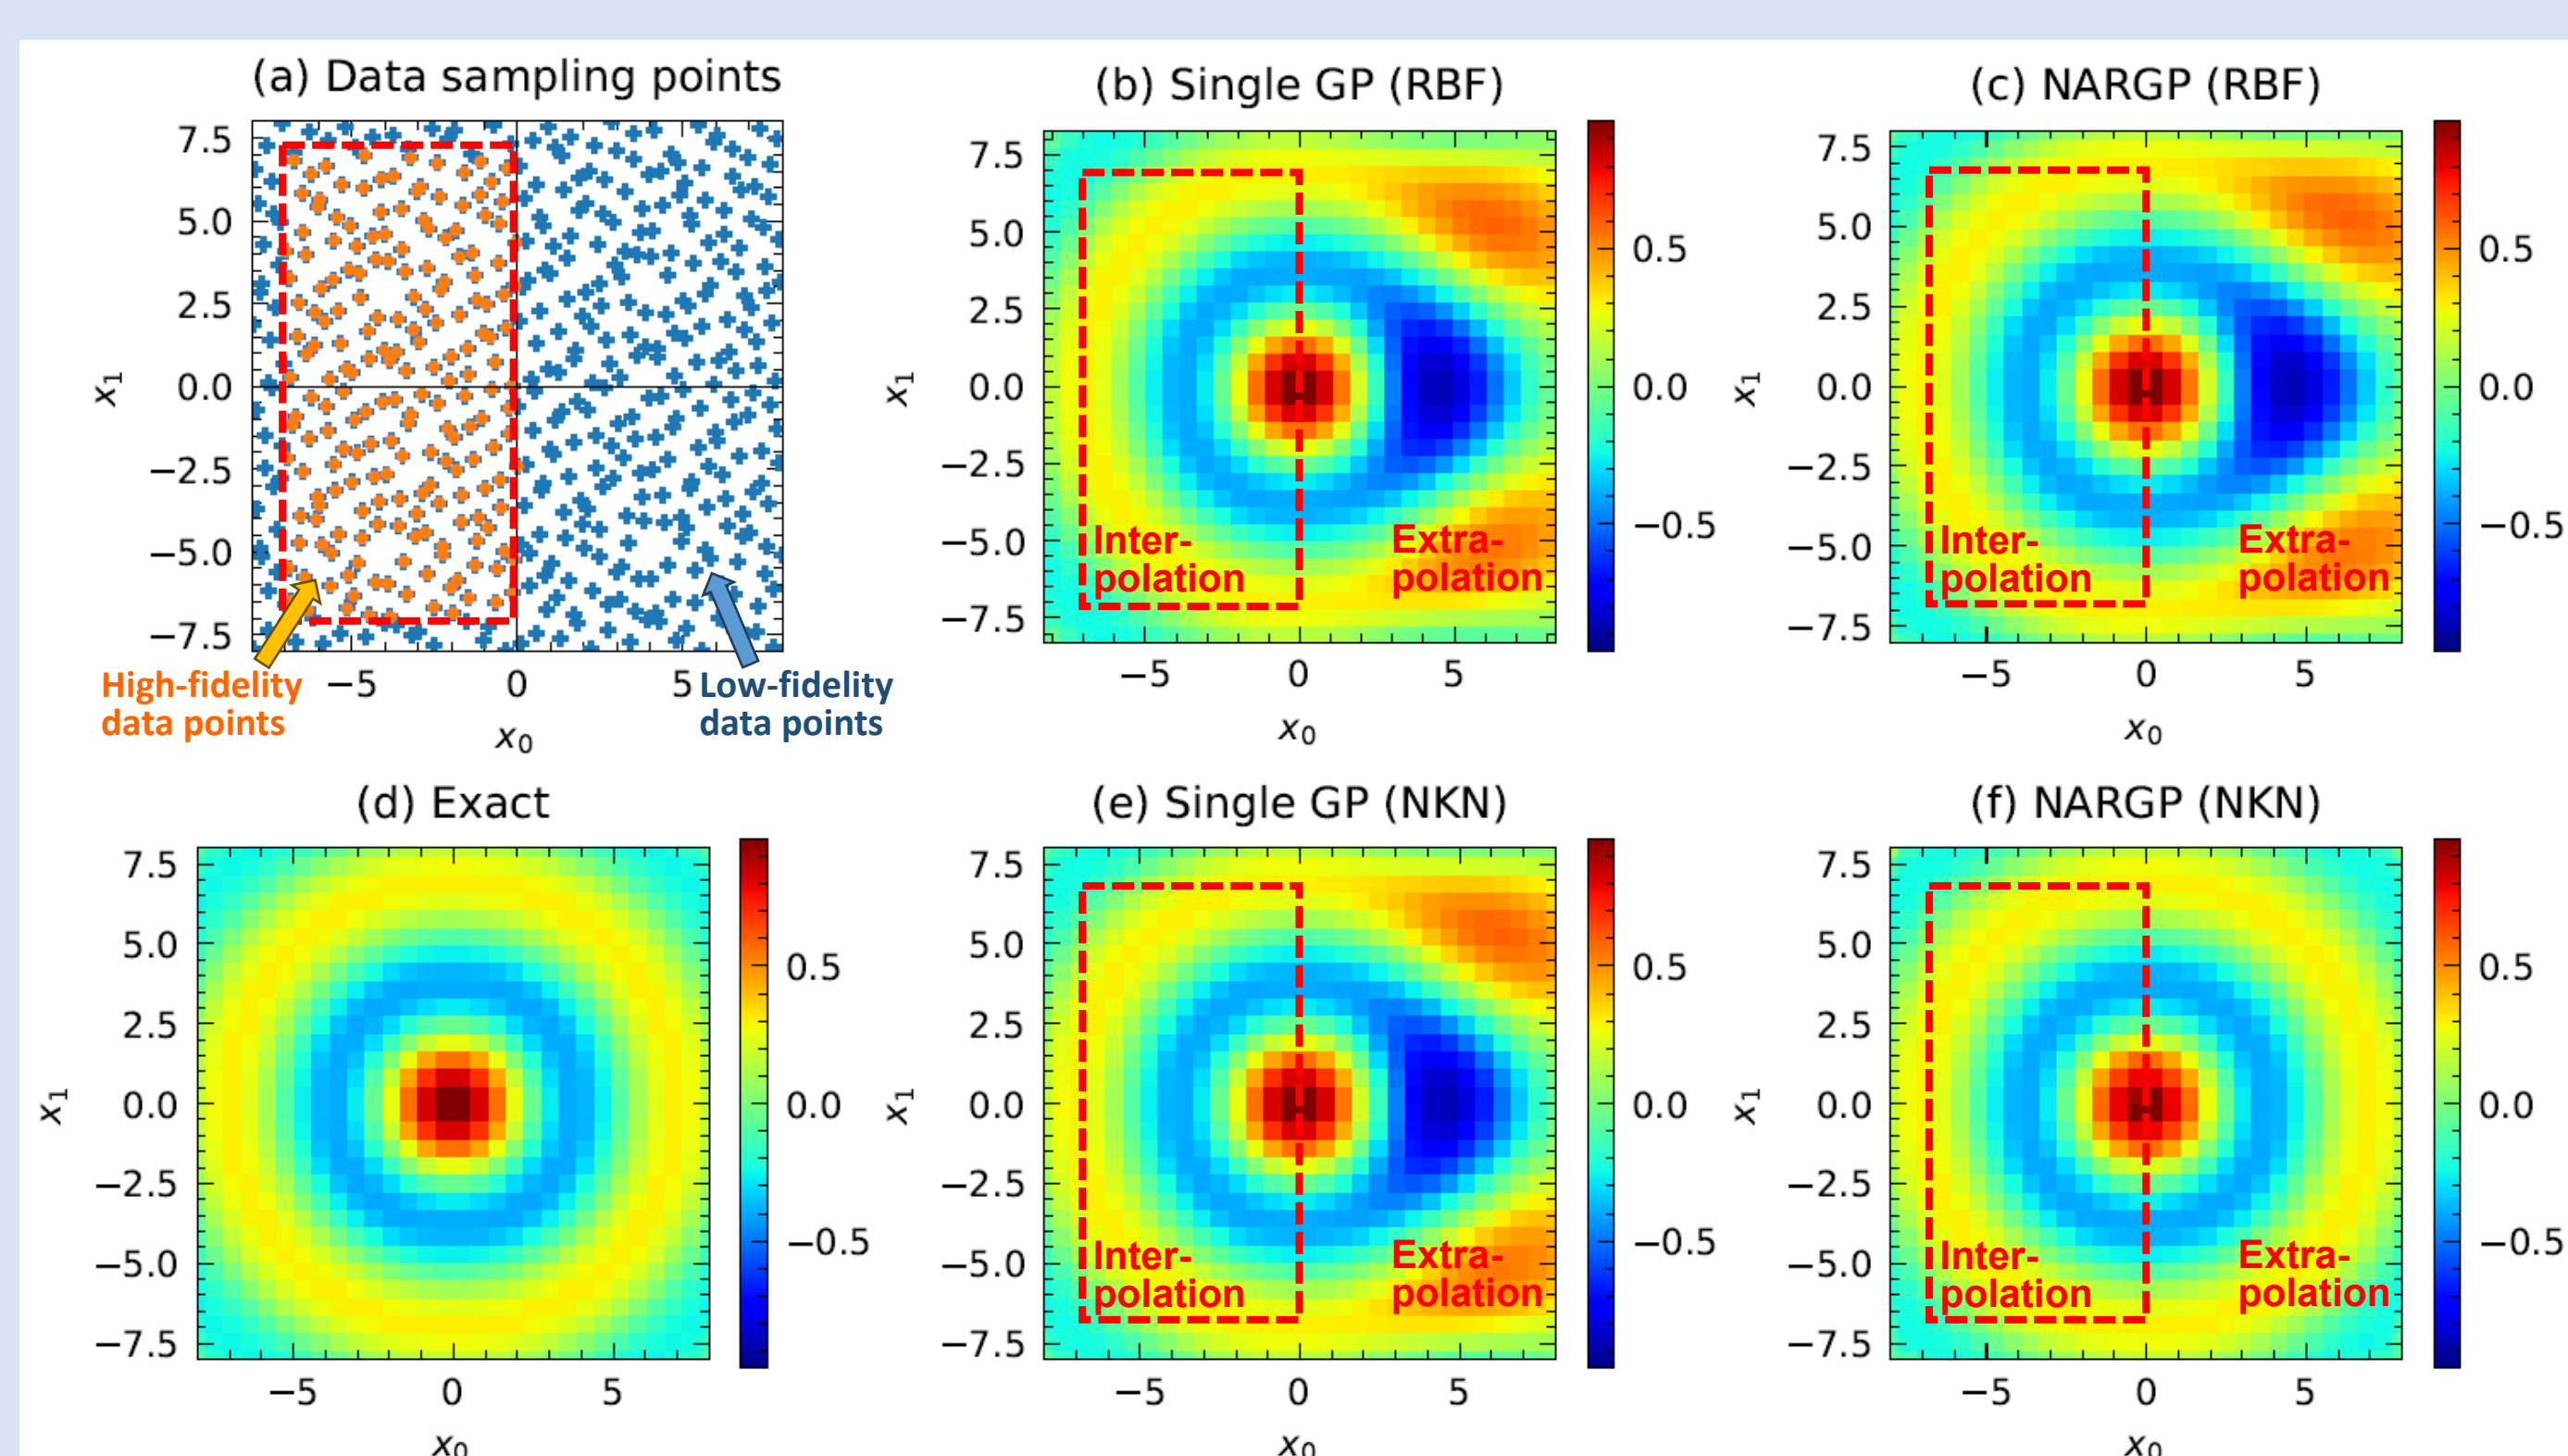 (a) Data sampling points
7.5
5.0
2.5
0.0
−2.5
−5.0
−7.5
x1
High-fidelity
data points
−5
0
5
Low-fidelity
data points
x0
(b) Single GP (RBF)
7.5
5.0
2.5
0.0
−2.5
−5.0
−7.5
x1
Inter-
polation
Extra-
polation
−5
0
5
x0
0.5
0.0
−0.5
(c) NARGP (RBF)
7.5
5.0
2.5
0.0
−2.5
−5.0
−7.5
x1
Inter-
polation
Extra-
polation
−5
0
5
x0
0.5
0.0
−0.5
(d) Exact
7.5
5.0
2.5
0.0
−2.5
−5.0
−7.5
x1
−5
0
5
x0
0.5
0.0
−0.5
(e) Single GP (NKN)
7.5
5.0
2.5
0.0
−2.5
−5.0
−7.5
x1
Inter-
polation
Extra-
polation
−5
0
5
x0
0.5
0.0
−0.5
(f) NARGP (NKN)
7.5
5.0
2.5
0.0
−2.5
−5.0
−7.5
x1
Inter-
polation
Extra-
polation
−5
0
5
x0
0.5
0.0
−0.5